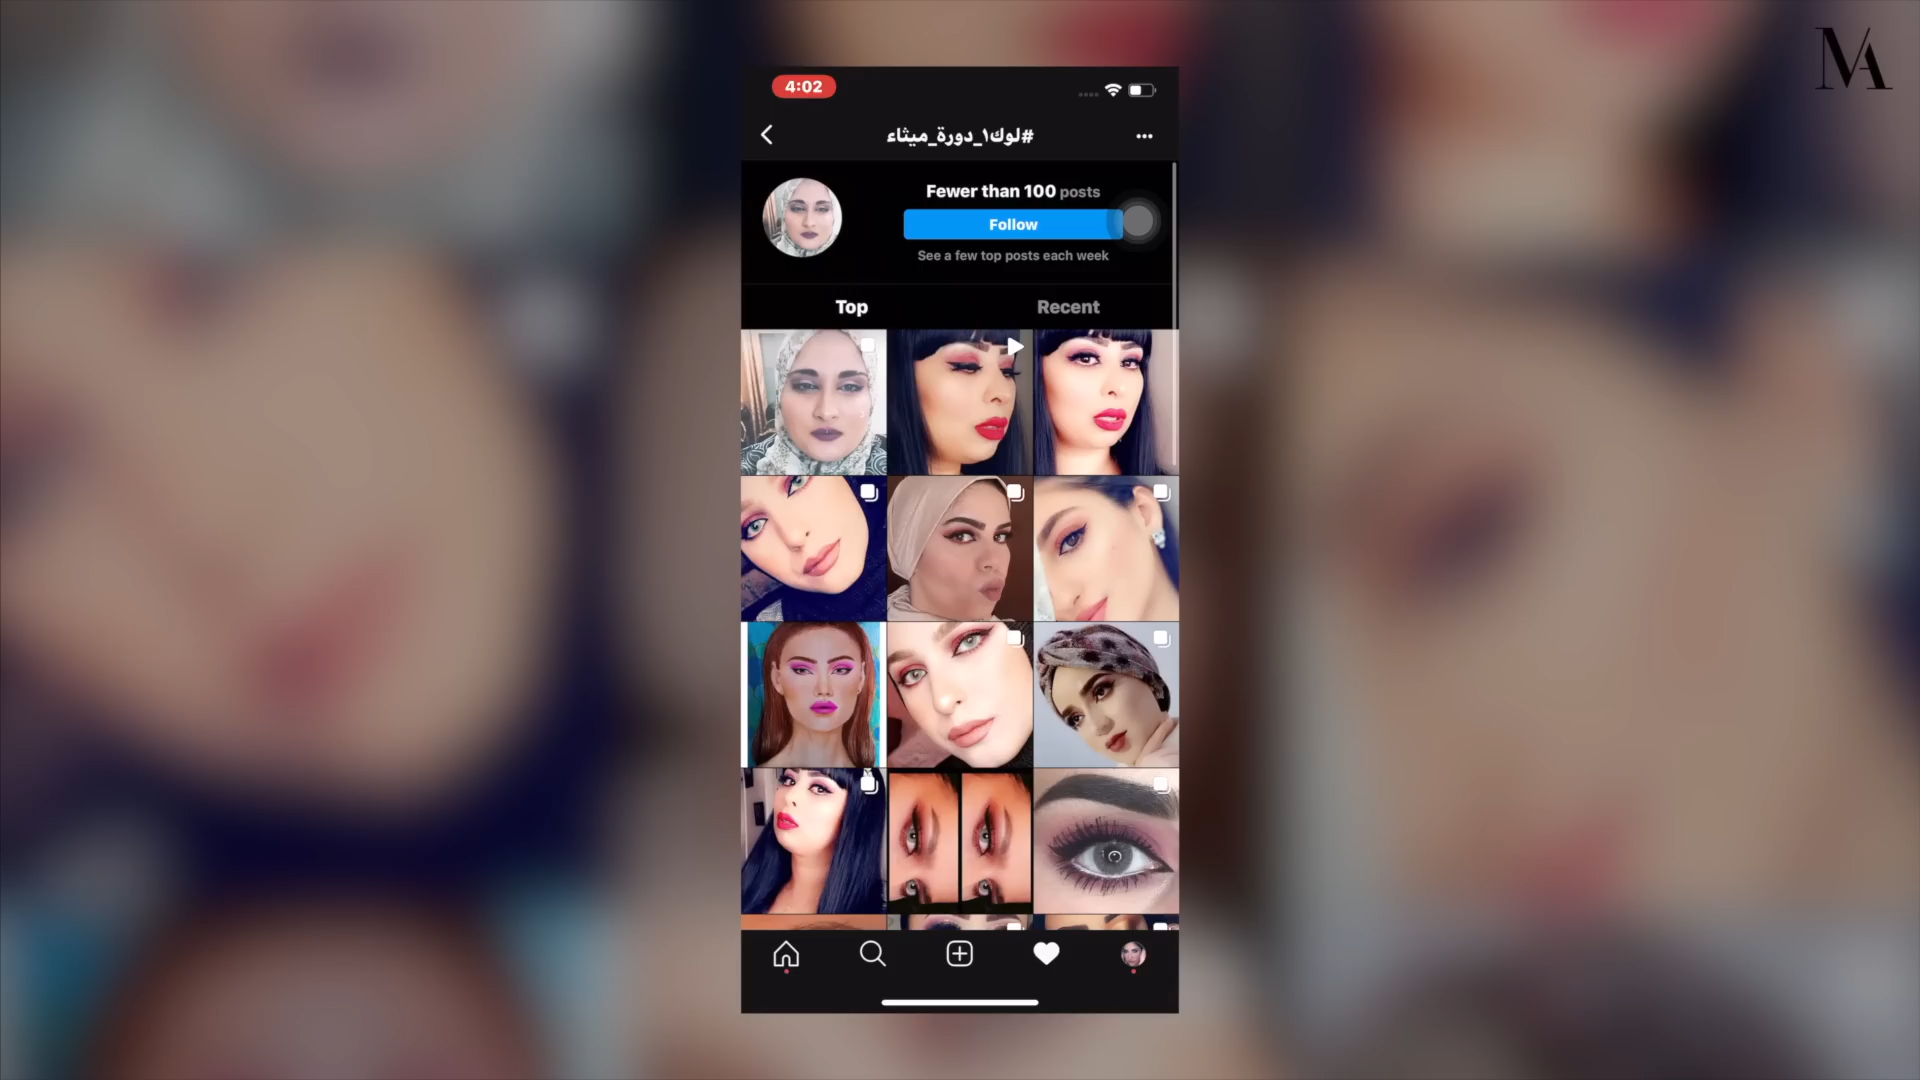 MA
4:02
#لوك١_دورة_ميثاء
Fewer than 100 posts
Follow
See a few top posts each week
Top
Recent